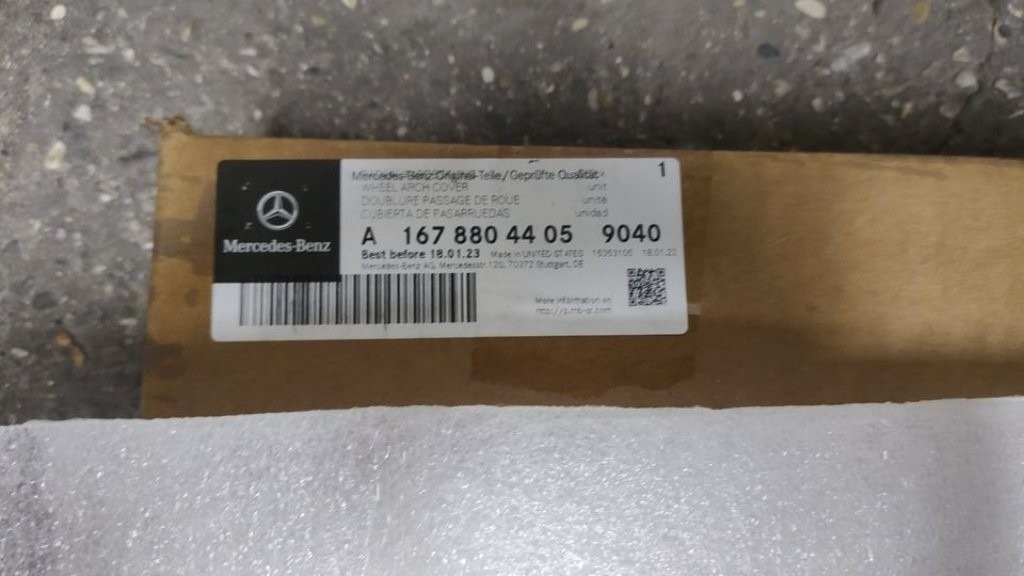 Mercedes-Benz Original-Teile/Geprüfte Qualität
1
WHEEL ARCH COVER unit
DOUBLURE PASSAGE DE ROUE unité
CUBIERTA DE PASARRUEDAS unidad
A 167 880 44 05 9040
Mercedes-Benz
Best before 18.01.23 Made in UNITED STATES 18.01.22
Mercedes-Benz AG, Mercedesstr.120, 70372 Stuttgart, DE
More information on